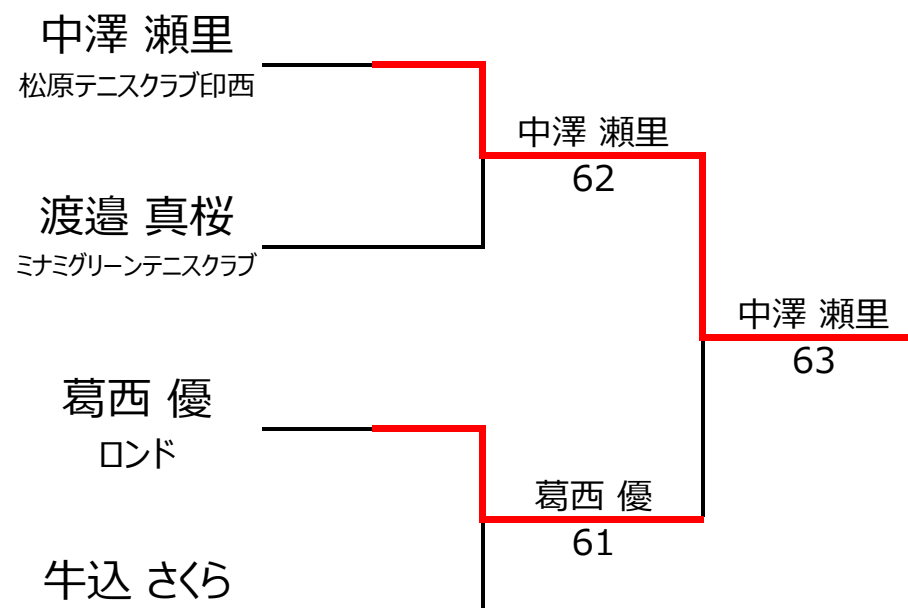 中澤 瀬里
松原テニスクラブ印西
中澤 瀬里
62
渡邉 真桜
ミナミグリーンテニスクラブ
中澤 瀬里
63
葛西 優
ロンド
葛西 優
61
牛込 さくら